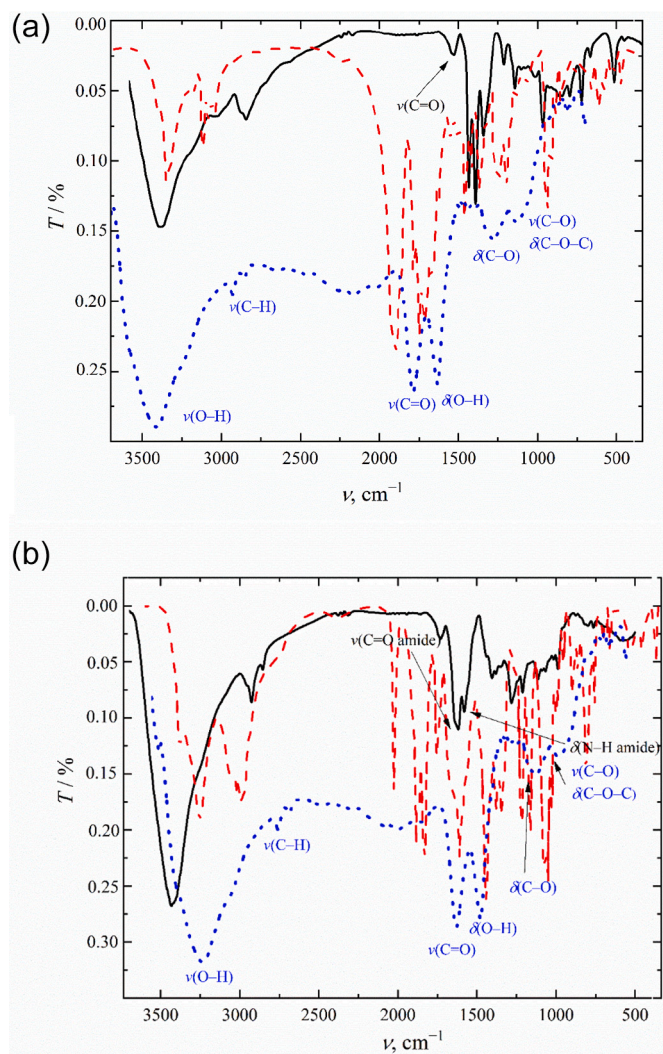 (a)
0.00
0.05
0.10
0.15
0.20
0.25
T / %
ν(C=O)
ν(C–H)
ν(O–H)
ν(C=O)
δ(O–H)
δ(C–O)
ν(C–O)
δ(C–O–C)
3500 3000 2500 2000 1500 1000 500
ν, cm⁻¹
(b)
0.00
0.05
0.10
0.15
0.20
0.25
0.30
T / %
ν(C=O amide)
δ(N–H amide)
ν(C–O)
δ(C–O–C)
ν(C–H)
δ(C–O)
δ(O–H)
ν(C=O)
ν(O–H)
3500 3000 2500 2000 1500 1000 500
ν, cm⁻¹